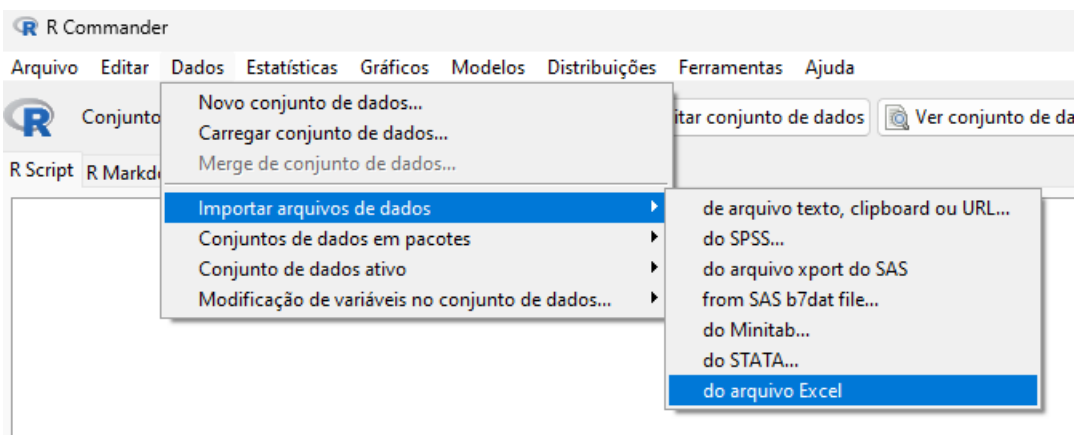 R Commander
Arquivo Editar Dados Estatísticas Gráficos Modelos Distribuições Ferramentas Ajuda
R Conjunto itar conjunto de dados Ver conjunto de da
R Script R Markd
Novo conjunto de dados...
Carregar conjunto de dados...
Merge de conjunto de dados...
Importar arquivos de dados
Conjuntos de dados em pacotes
Conjunto de dados ativo
Modificação de variáveis no conjunto de dados...
de arquivo texto, clipboard ou URL...
do SPSS...
do arquivo xport do SAS
from SAS b7dat file...
do Minitab...
do STATA...
do arquivo Excel